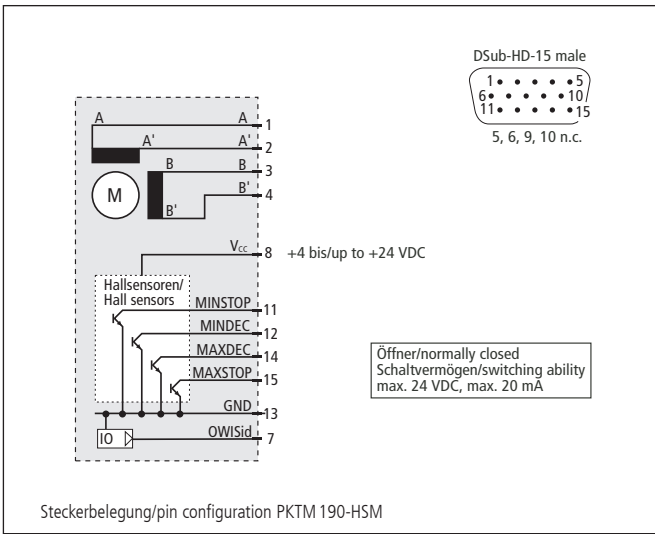 DSub-HD-15 male
1 5
6 10
11 15
5, 6, 9, 10 n.c.
A A 1
A' A' 2
B B 3
M B' 4
B'
Vcc 8 +4 bis/up to +24 VDC
Hallsensoren/
Hall sensors
MINSTOP 11
MINDEC 12
MAXDEC 14
MAXSTOP 15
Öffner/normally closed
Schaltvermögen/switching ability
max. 24 VDC, max. 20 mA
GND 13
IO OWISid 7
Steckerbelegung/pin configuration PKTM 190-HSM